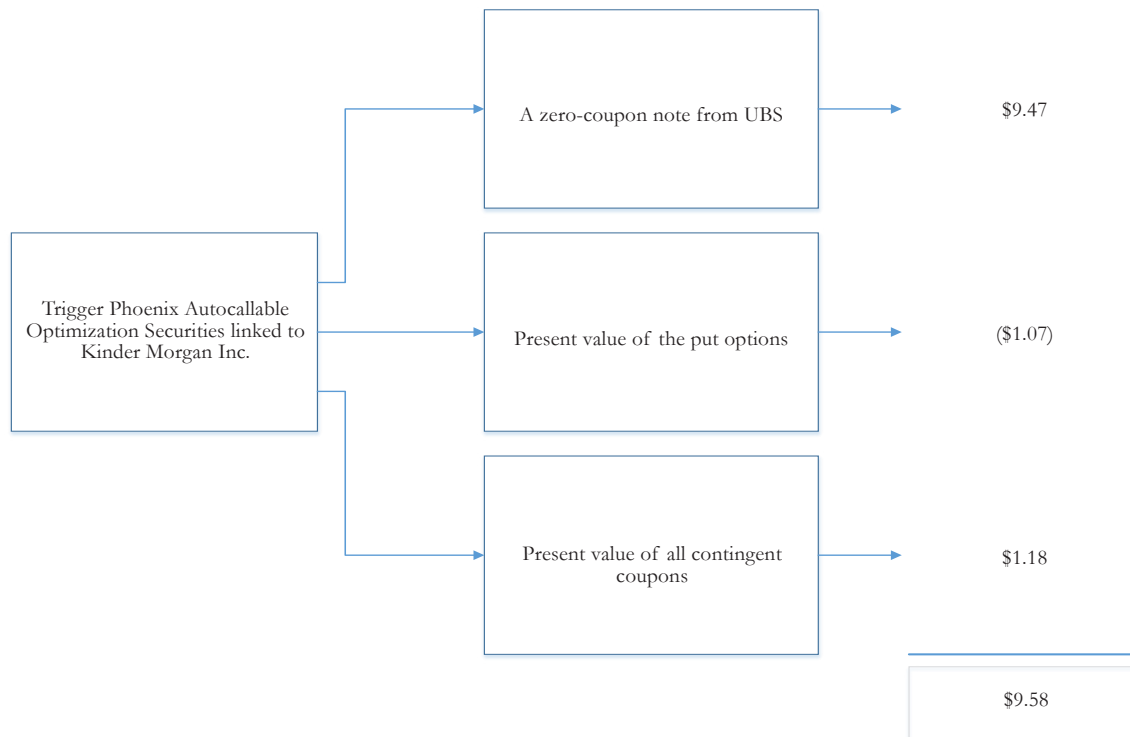 A zero-coupon note from UBS
$9.47
Trigger Phoenix Autocallable
Optimization Securities linked to
Kinder Morgan Inc.
Present value of the put options
($1.07)
Present value of all contingent
coupons
$1.18
$9.58